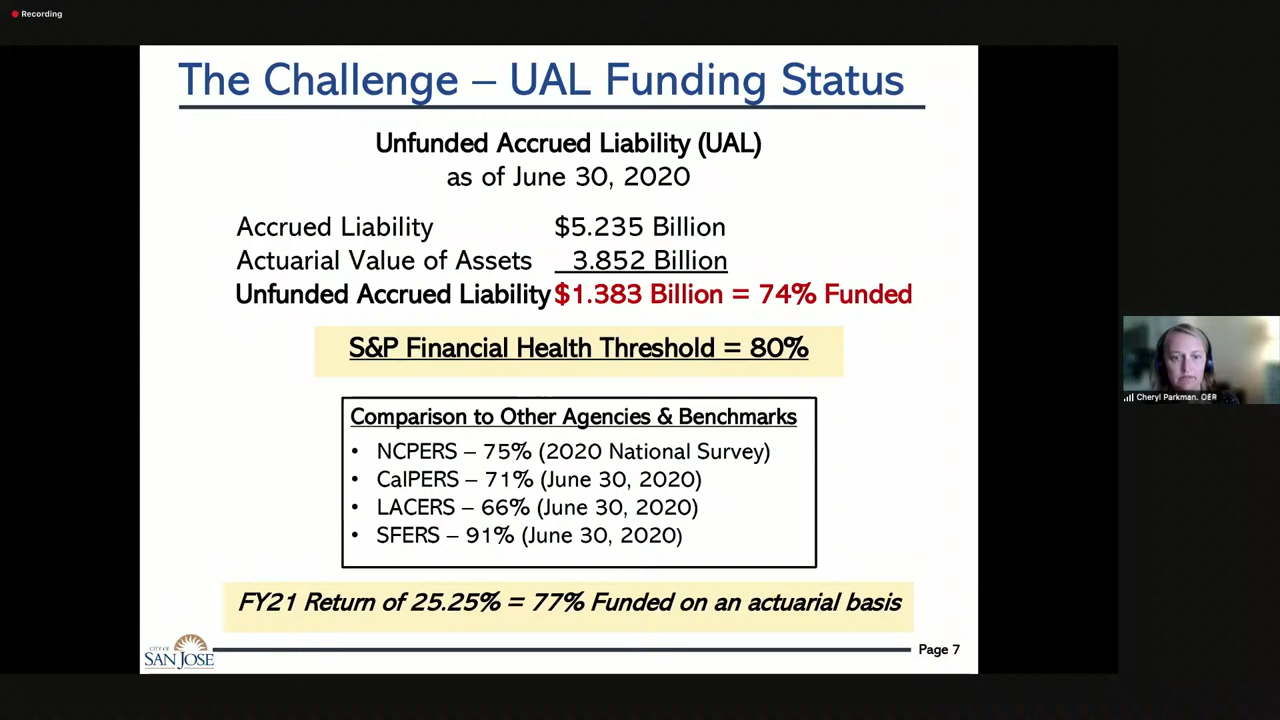 Recording
The Challenge – UAL Funding Status
Unfunded Accrued Liability (UAL)
as of June 30, 2020
Accrued Liability $5.235 Billion
Actuarial Value of Assets 3.852 Billion
Unfunded Accrued Liability $1.383 Billion = 74% Funded
S&P Financial Health Threshold = 80%
Comparison to Other Agencies & Benchmarks
• NCPERS – 75% (2020 National Survey)
• CalPERS – 71% (June 30, 2020)
• LACERS – 66% (June 30, 2020)
• SFERS – 91% (June 30, 2020)
Cheryl Parkman. OER
FY21 Return of 25.25% = 77% Funded on an actuarial basis
CITY OF
SAN JOSE
Page 7